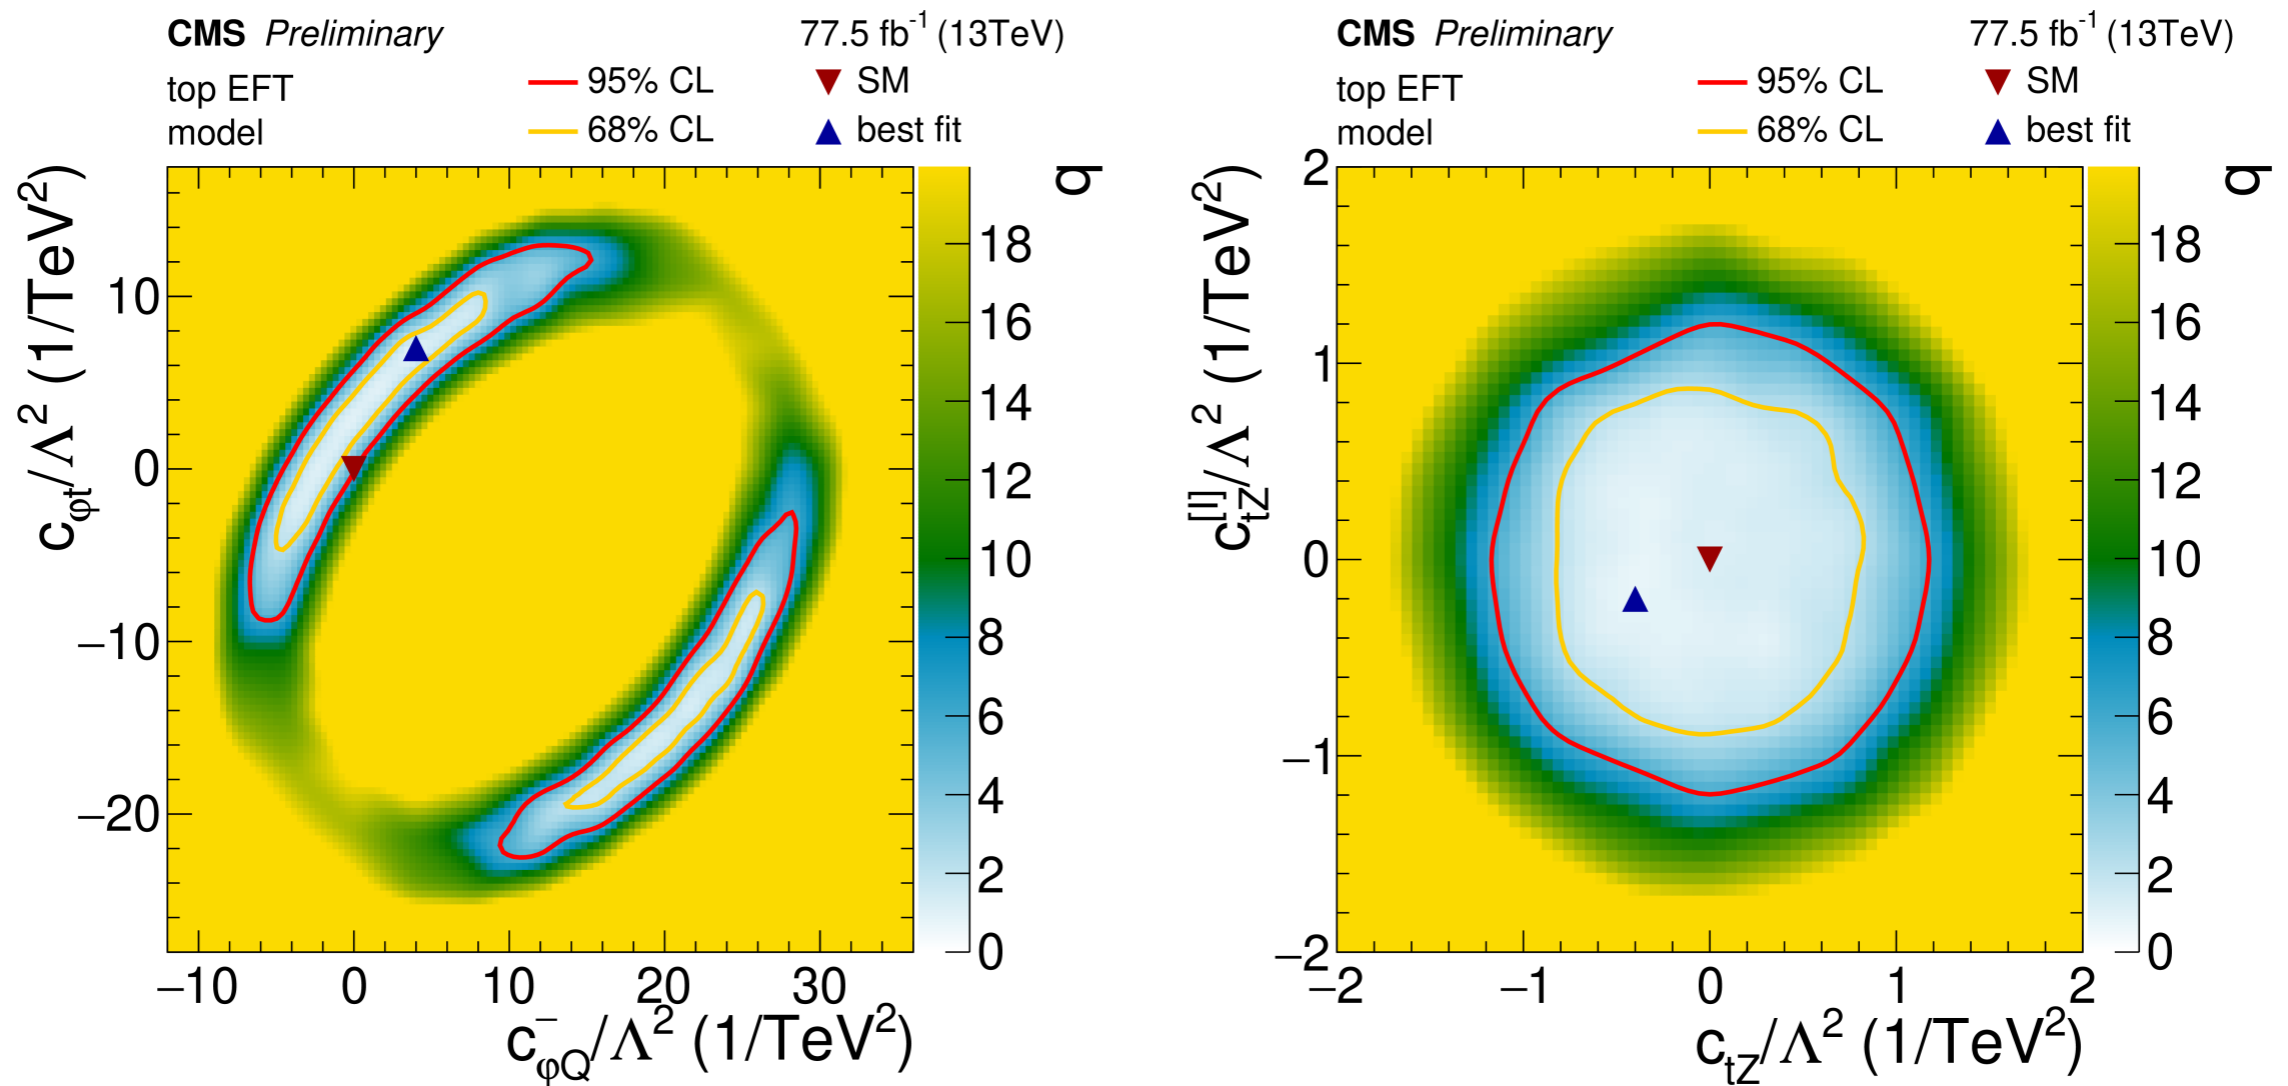 CMS Preliminary 77.5 fb⁻¹ (13TeV)
top EFT
model
95% CL
68% CL
SM
best fit
c_φt/Λ² (1/TeV²)
10
0
−10
−20
−10 0 10 20 30
c⁻_φQ/Λ² (1/TeV²)
q
18
16
14
12
10
8
6
4
2
0
CMS Preliminary 77.5 fb⁻¹ (13TeV)
top EFT
model
95% CL
68% CL
SM
best fit
c^[I]_tZ/Λ² (1/TeV²)
2
1
0
−1
−2
−2 −1 0 1 2
c_tZ/Λ² (1/TeV²)
q
18
16
14
12
10
8
6
4
2
0